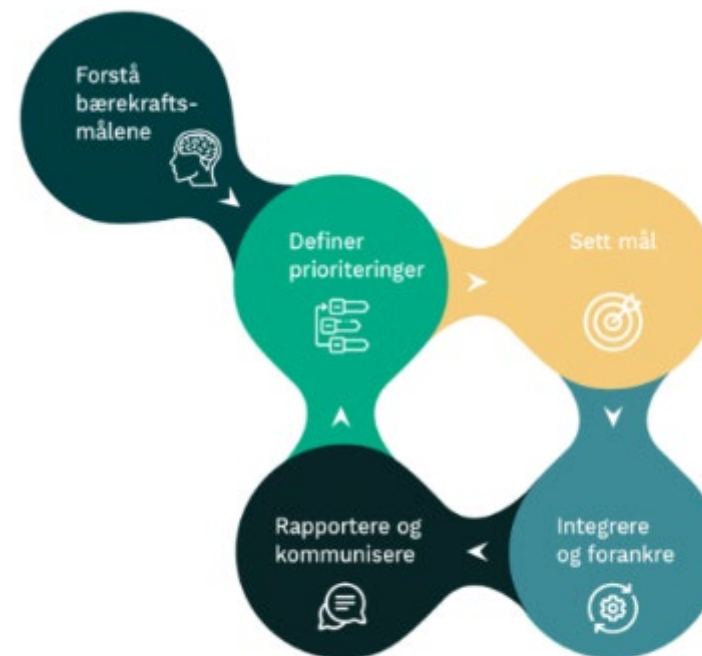 Forstå
bærekrafts-
målene
Definer
prioriteringer
Sett mål
Integrere
og forankre
Rapportere og
kommunisere